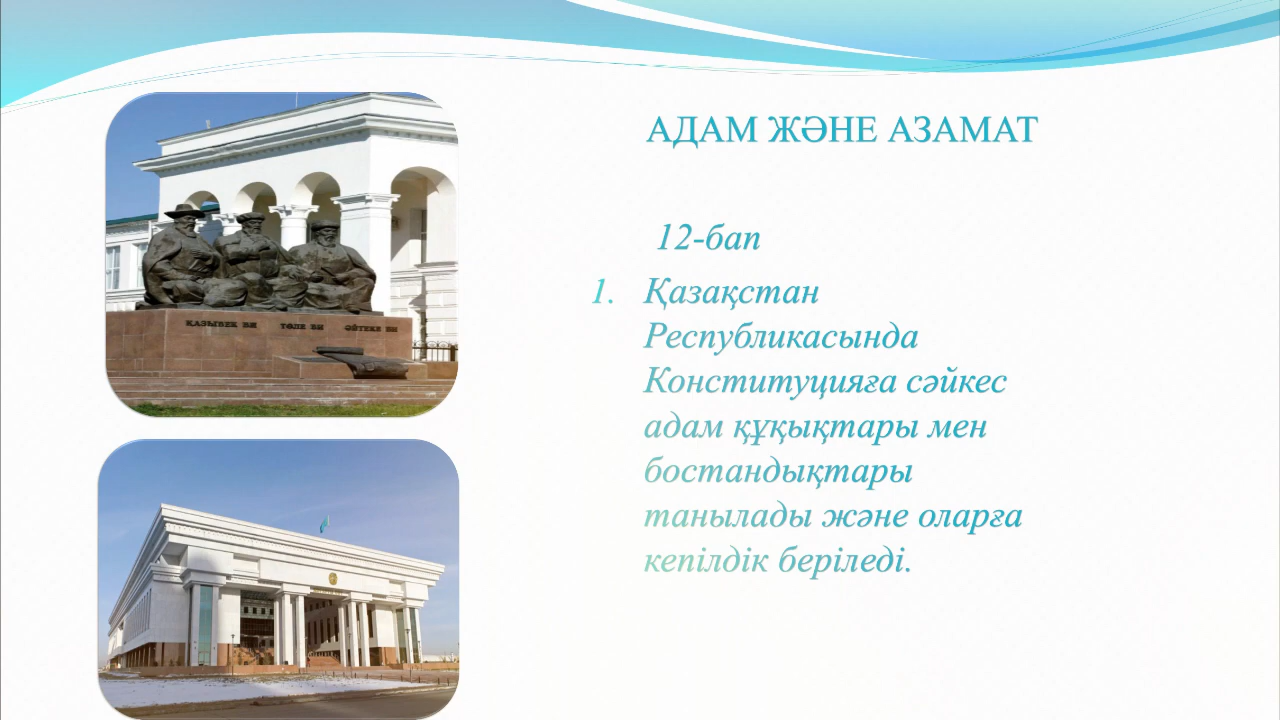 АДАМ ЖӘНЕ АЗАМАТ
12-бап
1. Қазақстан
Республикасында
Конституцияға сәйкес
адам құқықтары мен
бостандықтары
танылады және оларға
кепілдік беріледі.
ҚАЗЫБЕК БИ ТӨЛЕ БИ ӘЙТЕКЕ БИ